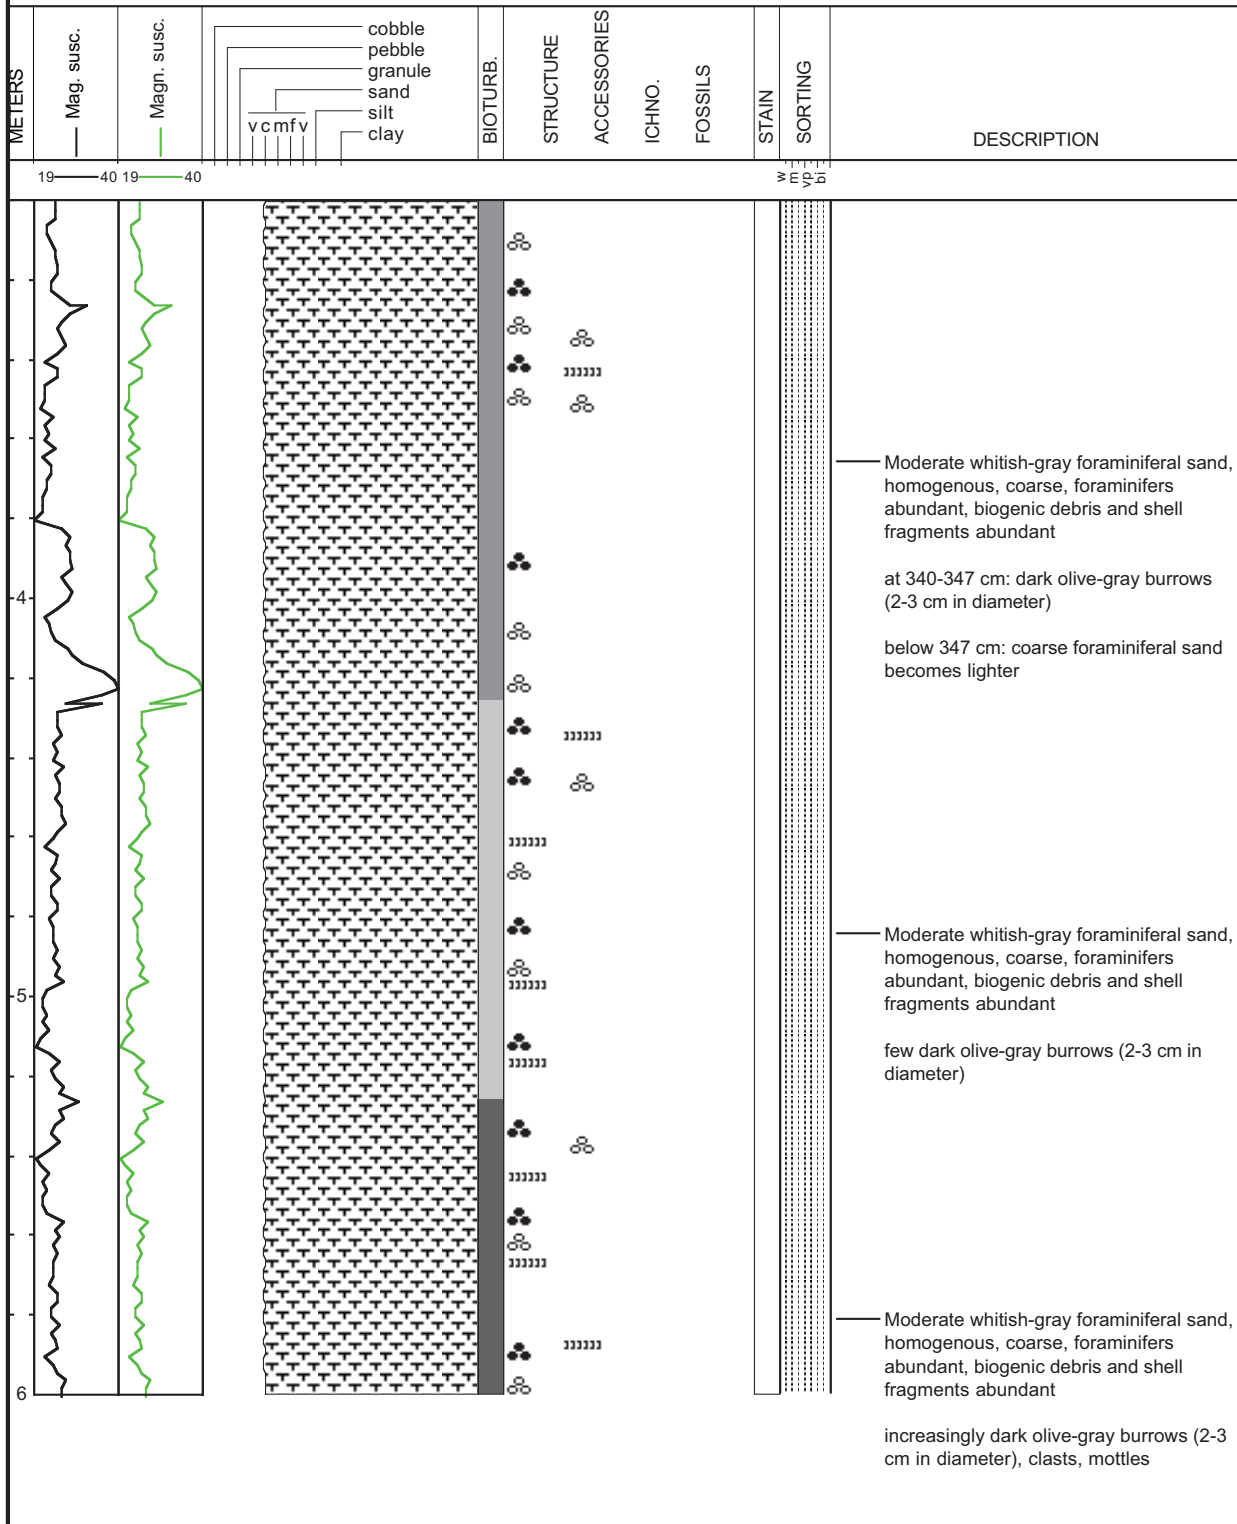 METERS
Mag. susc.
Magn. susc.
cobble
pebble
granule
sand
silt
clay
v c m f v
BIOTURB.
STRUCTURE
ACCESSORIES
ICHNO.
FOSSILS
STAIN
SORTING
DESCRIPTION
19 40 19 40
w m vp bi
Moderate whitish-gray foraminiferal sand,
homogenous, coarse, foraminifers
abundant, biogenic debris and shell
fragments abundant
at 340-347 cm: dark olive-gray burrows
(2-3 cm in diameter)
below 347 cm: coarse foraminiferal sand
becomes lighter
4
Moderate whitish-gray foraminiferal sand,
homogenous, coarse, foraminifers
abundant, biogenic debris and shell
fragments abundant
few dark olive-gray burrows (2-3 cm in
diameter)
5
Moderate whitish-gray foraminiferal sand,
homogenous, coarse, foraminifers
abundant, biogenic debris and shell
fragments abundant
increasingly dark olive-gray burrows (2-3
cm in diameter), clasts, mottles
6